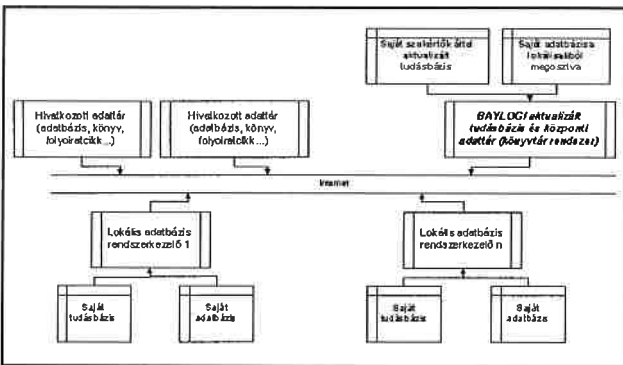 Saját szakértők által
aktualizált
tudásbázis
Saját adatbázisa
lokálisakból
megosztva
Hivatkozott adattár
(adatbázis, könyv,
folyóiratcikk...)
Hivatkozott adattár
(adatbázis, könyv,
folyóiratcikk...)
BAYLOGI aktualizált
tudásbázis és központi
adattár (könyvtár rendszer)
Internet
Lokális adatbázis
rendszerkezelő 1
Lokális adatbázis
rendszerkezelő n
Saját
tudásbázis
Saját
adatbázis
Saját
tudásbázis
Saját
adatbázis